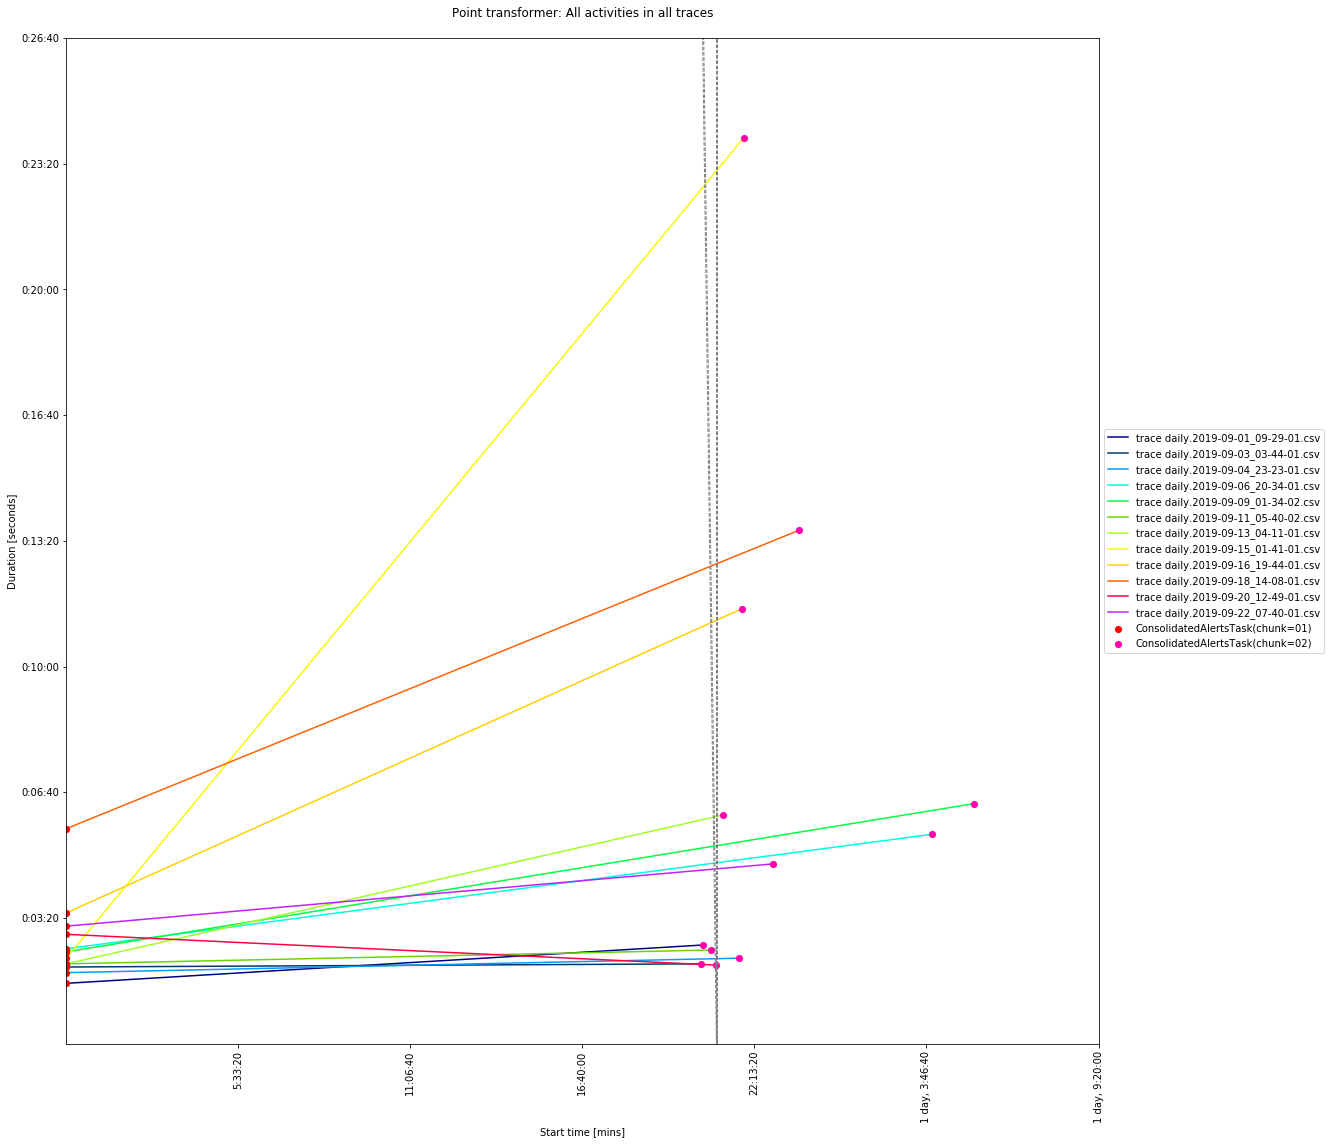 Point transformer: All activities in all traces
0:26:40
0:23:20
0:20:00
0:16:40
0:13:20
0:10:00
0:06:40
0:03:20
Duration [seconds]
5:33:20
11:06:40
16:40:00
22:13:20
1 day, 3:46:40
1 day, 9:20:00
Start time [mins]
trace daily.2019-09-01_09-29-01.csv
trace daily.2019-09-03_03-44-01.csv
trace daily.2019-09-04_23-23-01.csv
trace daily.2019-09-06_20-34-01.csv
trace daily.2019-09-09_01-34-02.csv
trace daily.2019-09-11_05-40-02.csv
trace daily.2019-09-13_04-11-01.csv
trace daily.2019-09-15_01-41-01.csv
trace daily.2019-09-16_19-44-01.csv
trace daily.2019-09-18_14-08-01.csv
trace daily.2019-09-20_12-49-01.csv
trace daily.2019-09-22_07-40-01.csv
ConsolidatedAlertsTask(chunk=01)
ConsolidatedAlertsTask(chunk=02)